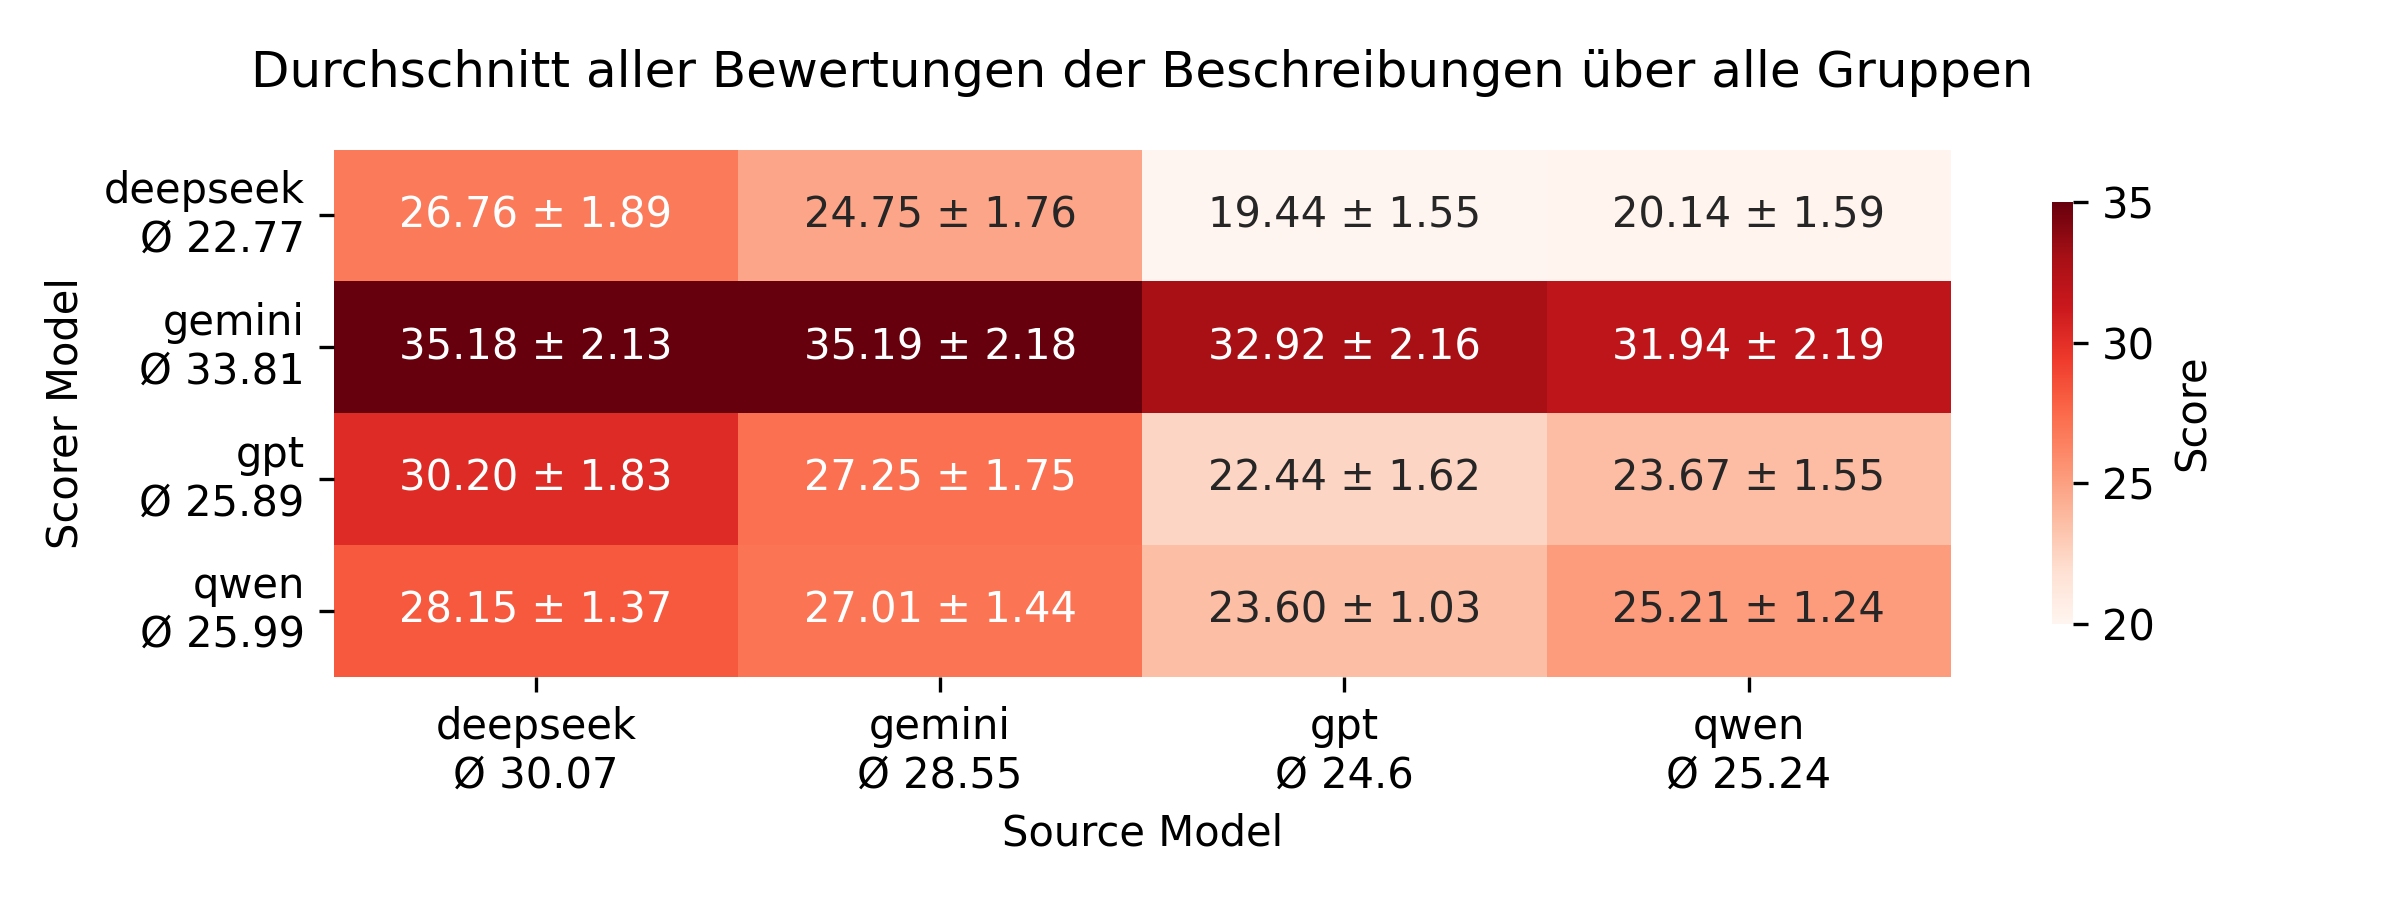 Durchschnitt aller Bewertungen der Beschreibungen über alle Gruppen
Scorer Model
deepseek
Ø 22.77
26.76 ± 1.89 24.75 ± 1.76 19.44 ± 1.55 20.14 ± 1.59
gemini
Ø 33.81
35.18 ± 2.13 35.19 ± 2.18 32.92 ± 2.16 31.94 ± 2.19
gpt
Ø 25.89
30.20 ± 1.83 27.25 ± 1.75 22.44 ± 1.62 23.67 ± 1.55
qwen
Ø 25.99
28.15 ± 1.37 27.01 ± 1.44 23.60 ± 1.03 25.21 ± 1.24
deepseek gemini gpt qwen
Ø 30.07 Ø 28.55 Ø 24.6 Ø 25.24
Source Model
35
30
25
20
Score